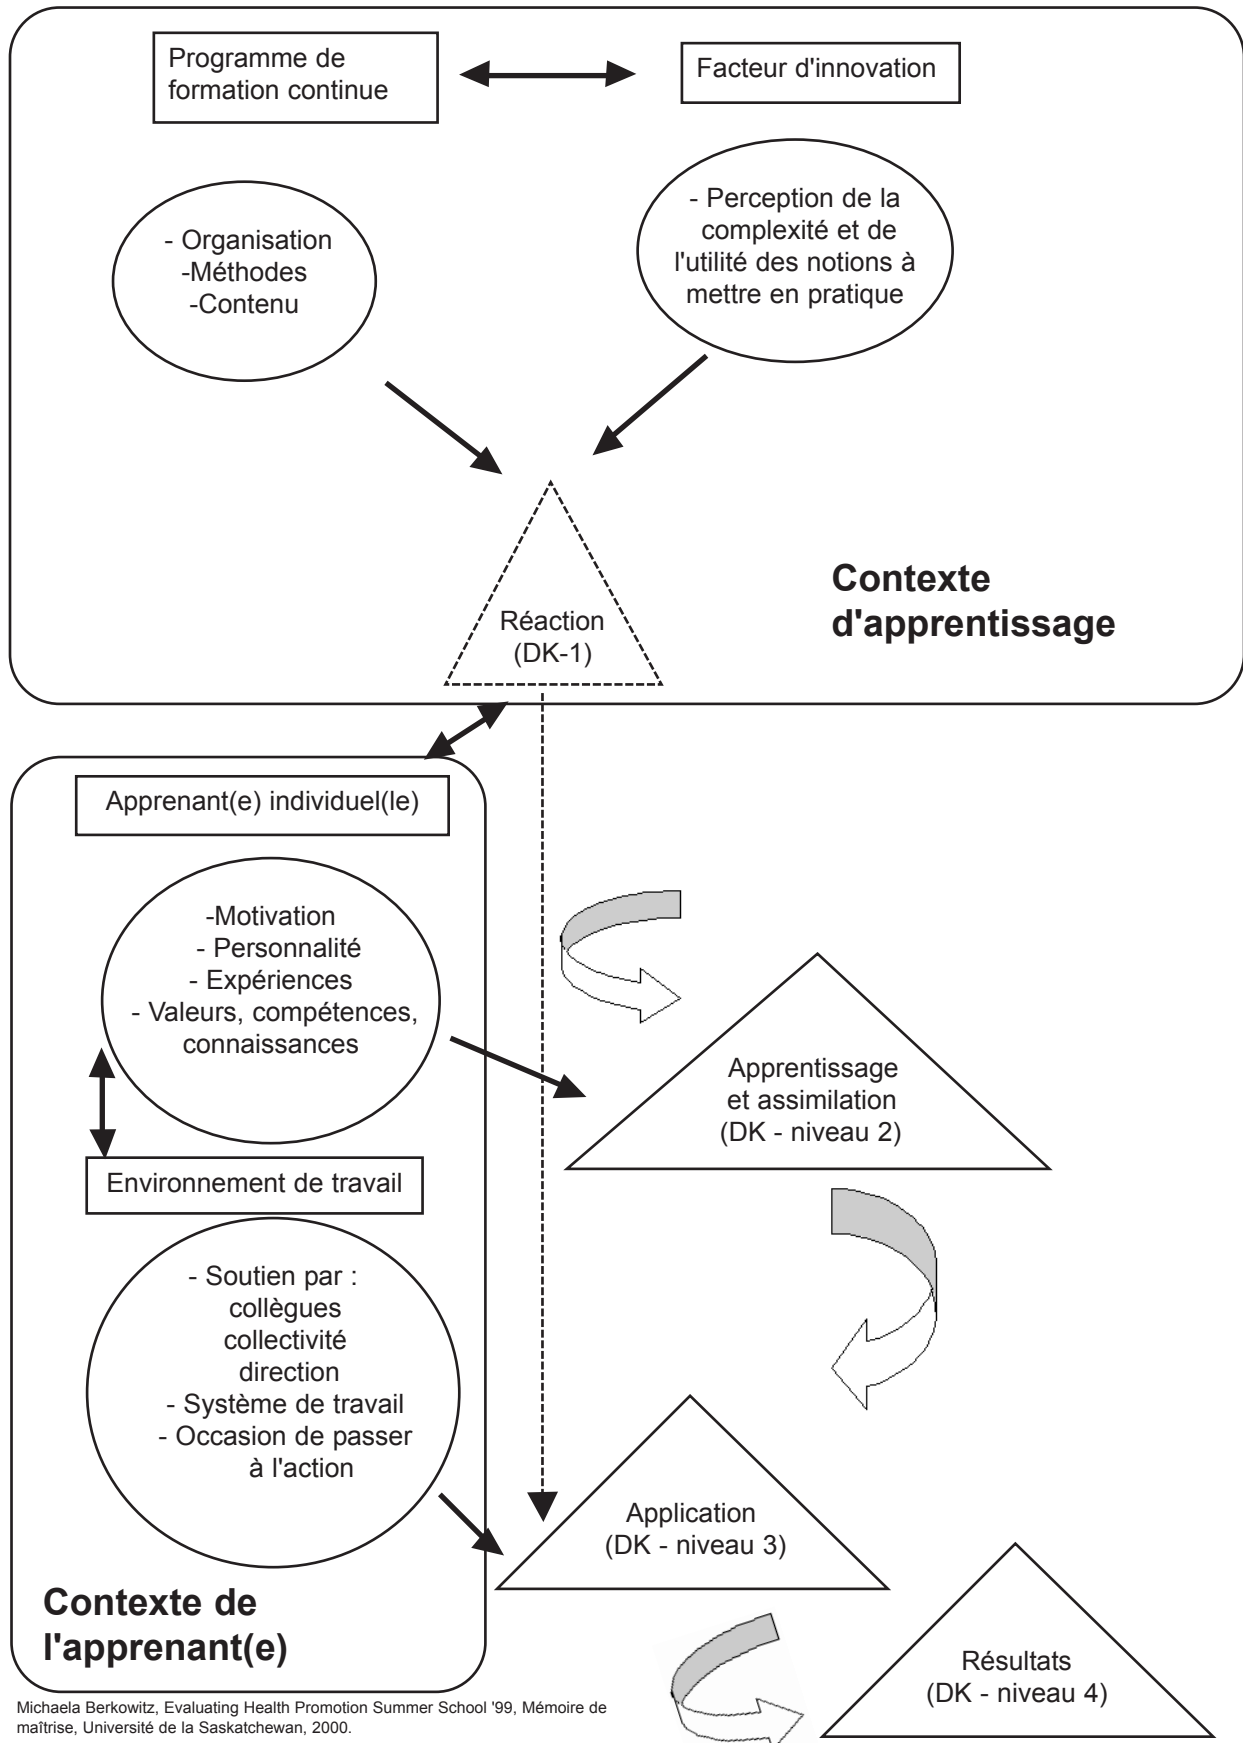 Programme de
formation continue
Facteur d'innovation
- Organisation
-Méthodes
-Contenu
- Perception de la
complexité et de
l'utilité des notions à
mettre en pratique
Réaction
(DK-1)
Contexte
d'apprentissage
Apprenant(e) individuel(le)
-Motivation
- Personnalité
- Expériences
- Valeurs, compétences,
connaissances
Apprentissage
et assimilation
(DK - niveau 2)
Environnement de travail
- Soutien par :
collègues
collectivité
direction
- Système de travail
- Occasion de passer
à l'action
Application
(DK - niveau 3)
Contexte de
l'apprenant(e)
Résultats
(DK - niveau 4)
Michaela Berkowitz, Evaluating Health Promotion Summer School '99, Mémoire de
maîtrise, Université de la Saskatchewan, 2000.